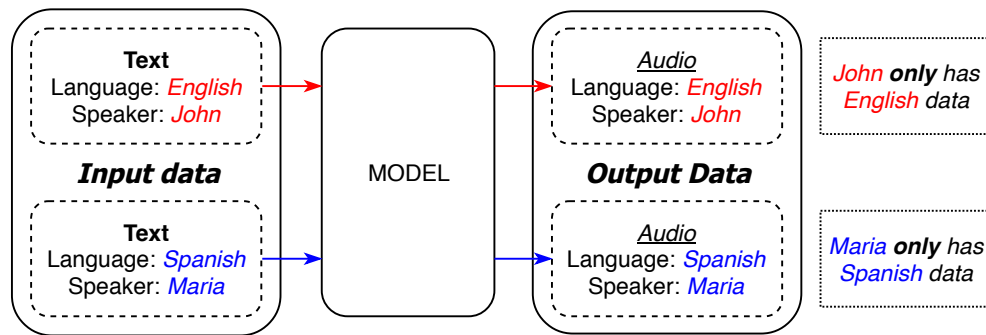 Text
Language: English
Speaker: John
Input data
Text
Language: Spanish
Speaker: Maria
MODEL
Audio
Language: English
Speaker: John
Output Data
Audio
Language: Spanish
Speaker: Maria
John only has
English data
Maria only has
Spanish data